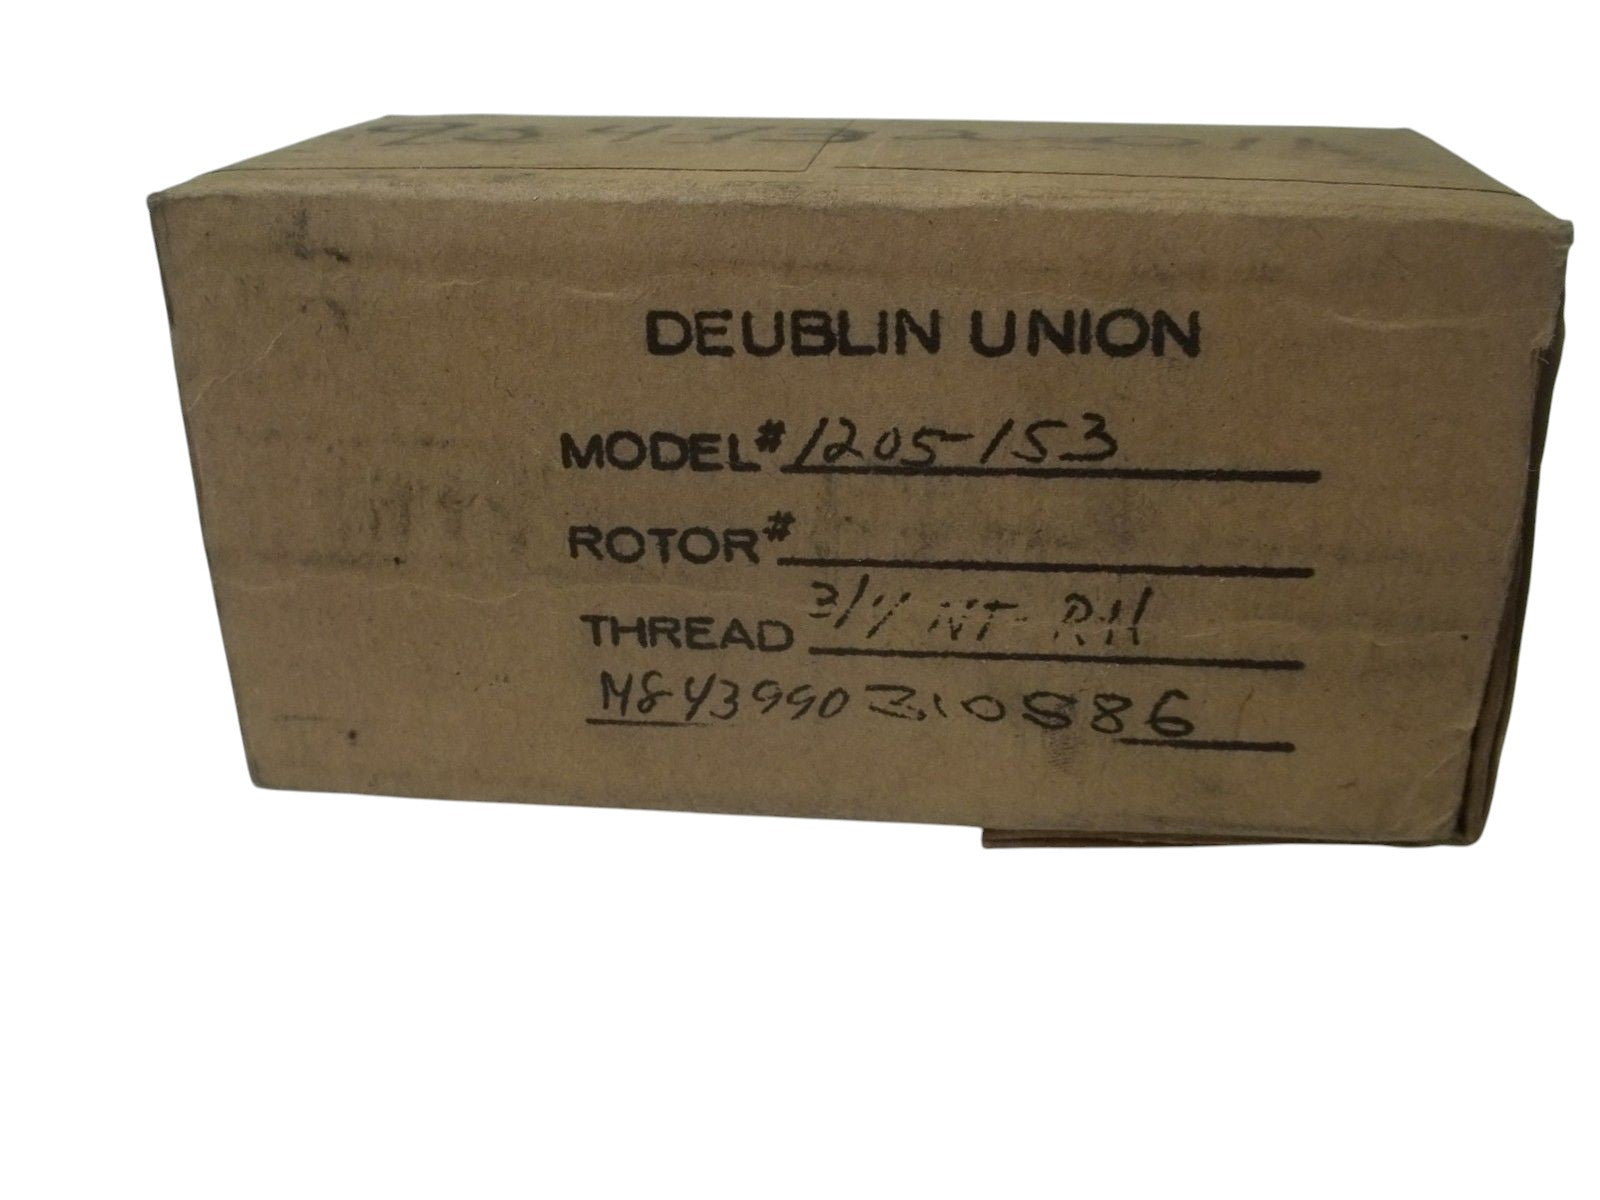 DEUBLIN UNION
MODEL# 1205-153
ROTOR#
THREAD 3/4 NT-RH
M843990310886